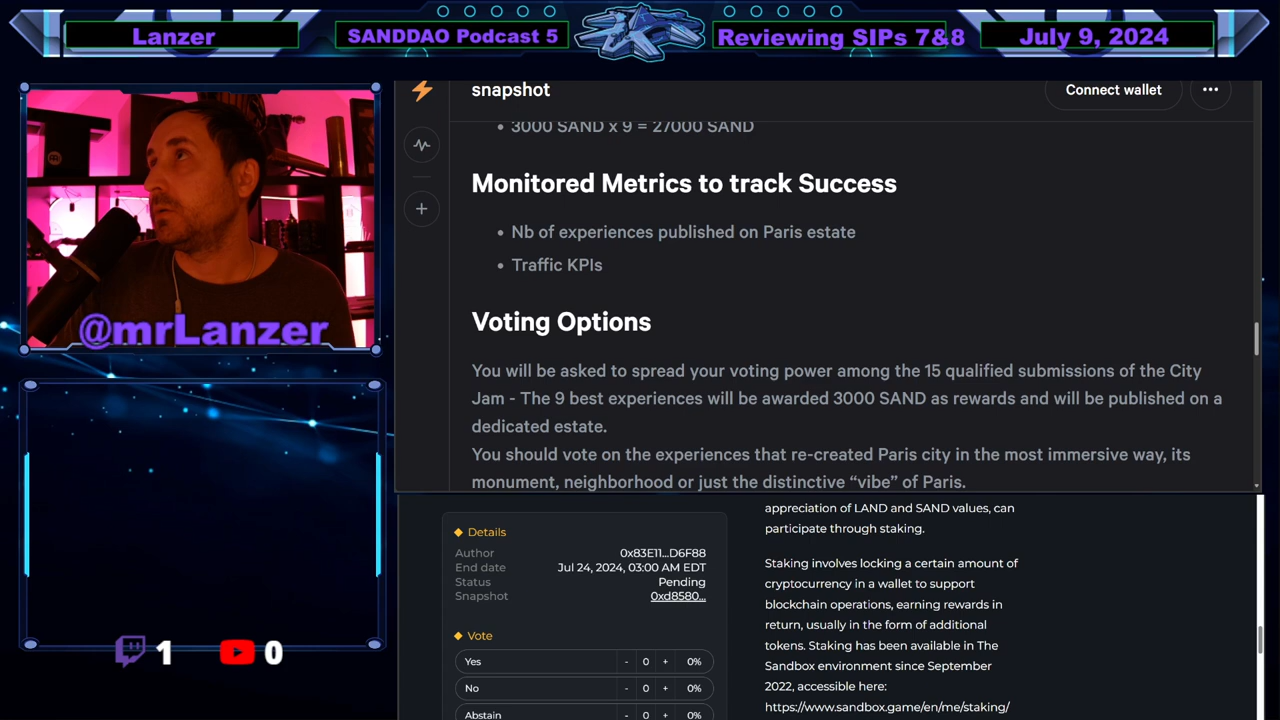 Lanzer
SANDDAO Podcast 5
Reviewing SIPs 7&8
July 9, 2024
snapshot
Connect wallet
• 3000 SAND x 9 = 27000 SAND
Monitored Metrics to track Success
• Nb of experiences published on Paris estate
• Traffic KPIs
Voting Options
You will be asked to spread your voting power among the 15 qualified submissions of the City
Jam - The 9 best experiences will be awarded 3000 SAND as rewards and will be published on a
dedicated estate.
You should vote on the experiences that re-created Paris city in the most immersive way, its
monument, neighborhood or just the distinctive “vibe” of Paris.
@mrLanzer
1
0
Details
Author 0x83E11...D6F88
End date Jul 24, 2024, 03:00 AM EDT
Status Pending
Snapshot 0xd8580...
Vote
Yes - 0 + 0%
No - 0 + 0%
Abstain - 0 + 0%
appreciation of LAND and SAND values, can
participate through staking.
Staking involves locking a certain amount of
cryptocurrency in a wallet to support
blockchain operations, earning rewards in
return, usually in the form of additional
tokens. Staking has been available in The
Sandbox environment since September
2022, accessible here:
https://www.sandbox.game/en/me/staking/